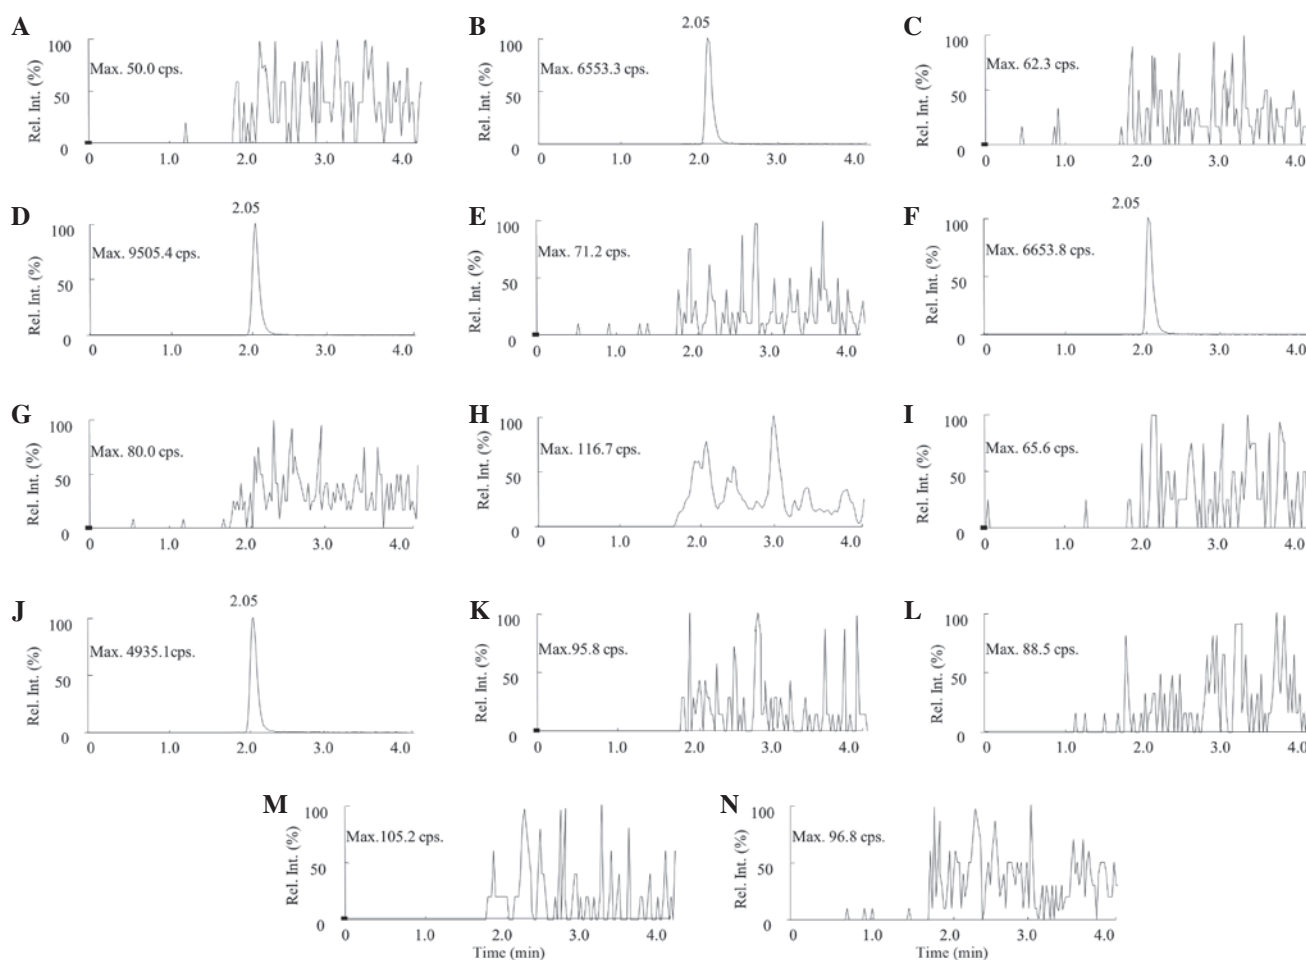 A
Rel. Int. (%)
100
50
0
Max. 50.0 cps.
0 1.0 2.0 3.0 4.0
B
Rel. Int. (%)
100
50
0
Max. 6553.3 cps.
2.05
0 1.0 2.0 3.0 4.0
C
Rel. Int. (%)
100
50
0
Max. 62.3 cps.
0 1.0 2.0 3.0 4.0
D
Rel. Int. (%)
100
50
0
Max. 9505.4 cps.
2.05
0 1.0 2.0 3.0 4.0
E
Rel. Int. (%)
100
50
0
Max. 71.2 cps.
0 1.0 2.0 3.0 4.0
F
Rel. Int. (%)
100
50
0
Max. 6653.8 cps.
2.05
0 1.0 2.0 3.0 4.0
G
Rel. Int. (%)
100
50
0
Max. 80.0 cps.
0 1.0 2.0 3.0 4.0
H
Rel. Int. (%)
100
50
0
Max. 116.7 cps.
0 1.0 2.0 3.0 4.0
I
Rel. Int. (%)
100
50
0
Max. 65.6 cps.
0 1.0 2.0 3.0 4.0
J
Rel. Int. (%)
100
50
0
Max. 4935.1cps.
2.05
0 1.0 2.0 3.0 4.0
K
Rel. Int. (%)
100
50
0
Max.95.8 cps.
0 1.0 2.0 3.0 4.0
L
Rel. Int. (%)
100
50
0
Max. 88.5 cps.
0 1.0 2.0 3.0 4.0
M
Rel. Int. (%)
100
50
0
Max.105.2 cps.
0 1.0 2.0 3.0 4.0
Time (min)
N
Rel. Int. (%)
100
50
0
Max. 96.8 cps.
0 1.0 2.0 3.0 4.0
Time (min)